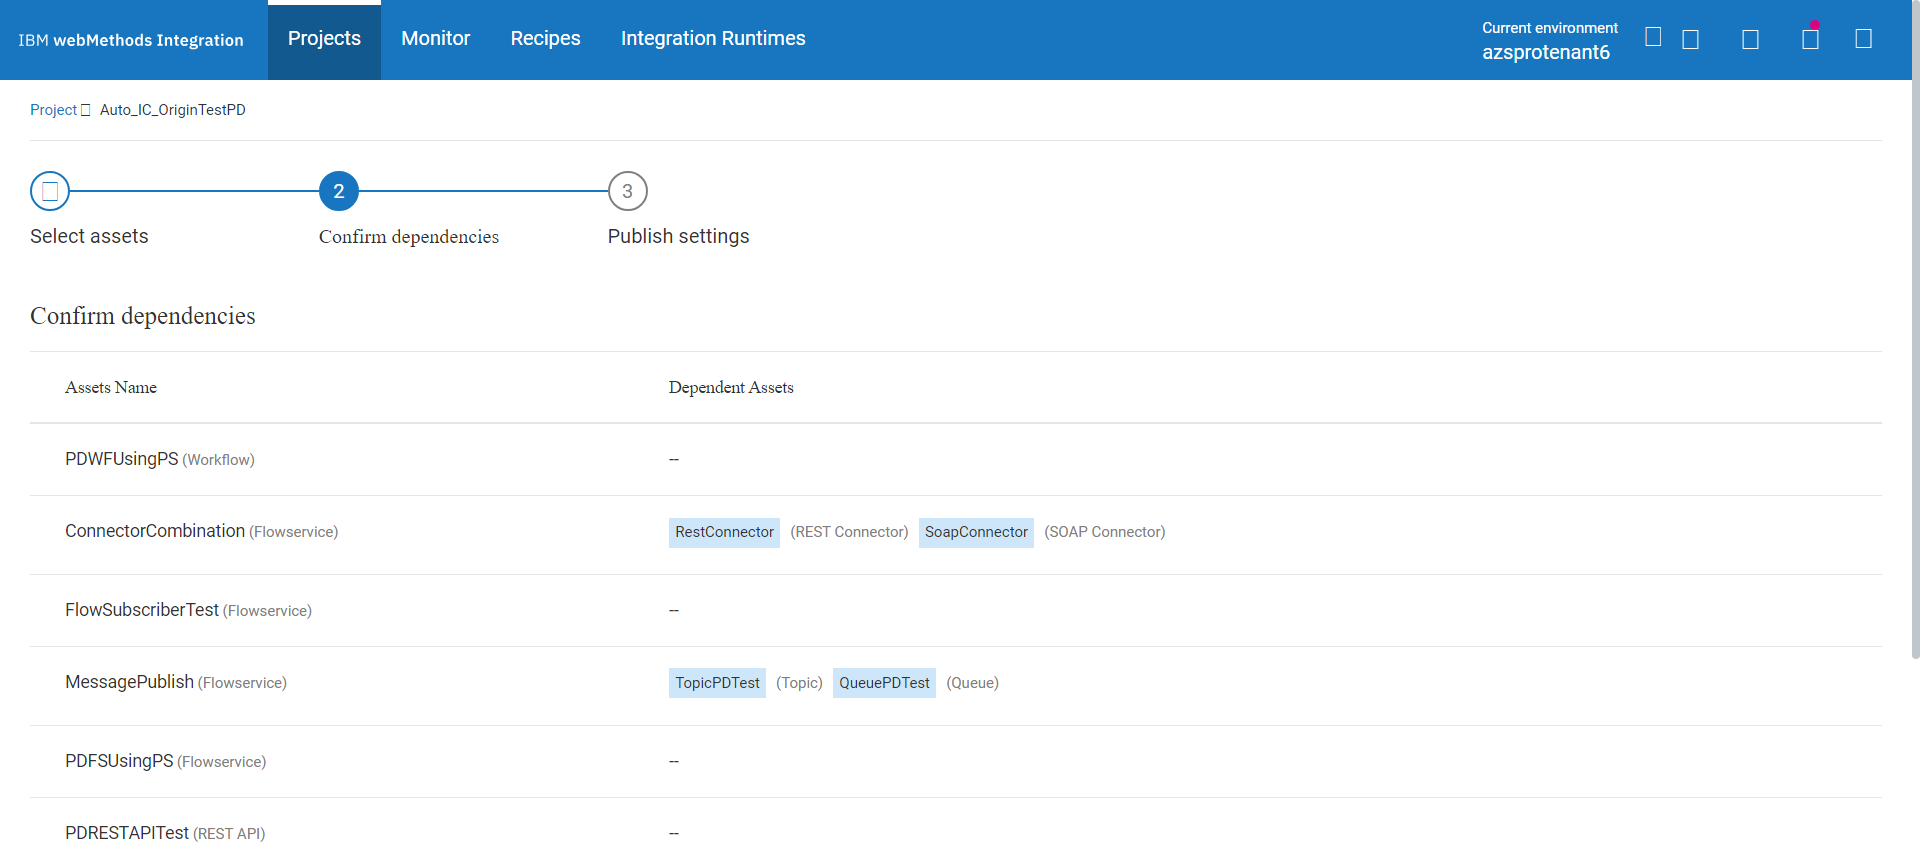 IBM webMethods Integration
Projects
Monitor
Recipes
Integration Runtimes
Current environment
azsprotenant6
Project Auto_IC_OriginTestPD
2
3
Select assets
Confirm dependencies
Publish settings
Confirm dependencies
Assets Name Dependent Assets
PDWFUsingPS (Workflow) --
ConnectorCombination (Flowservice) RestConnector (REST Connector) SoapConnector (SOAP Connector)
FlowSubscriberTest (Flowservice) --
MessagePublish (Flowservice) TopicPDTest (Topic) QueuePDTest (Queue)
PDFSUsingPS (Flowservice) --
PDRESTAPITest (REST API) --